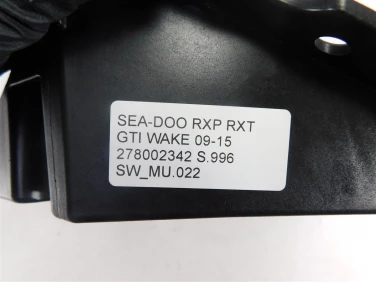 SEA-DOO RXP RXT
GTI WAKE 09-15
278002342 S.996
SW_MU.022